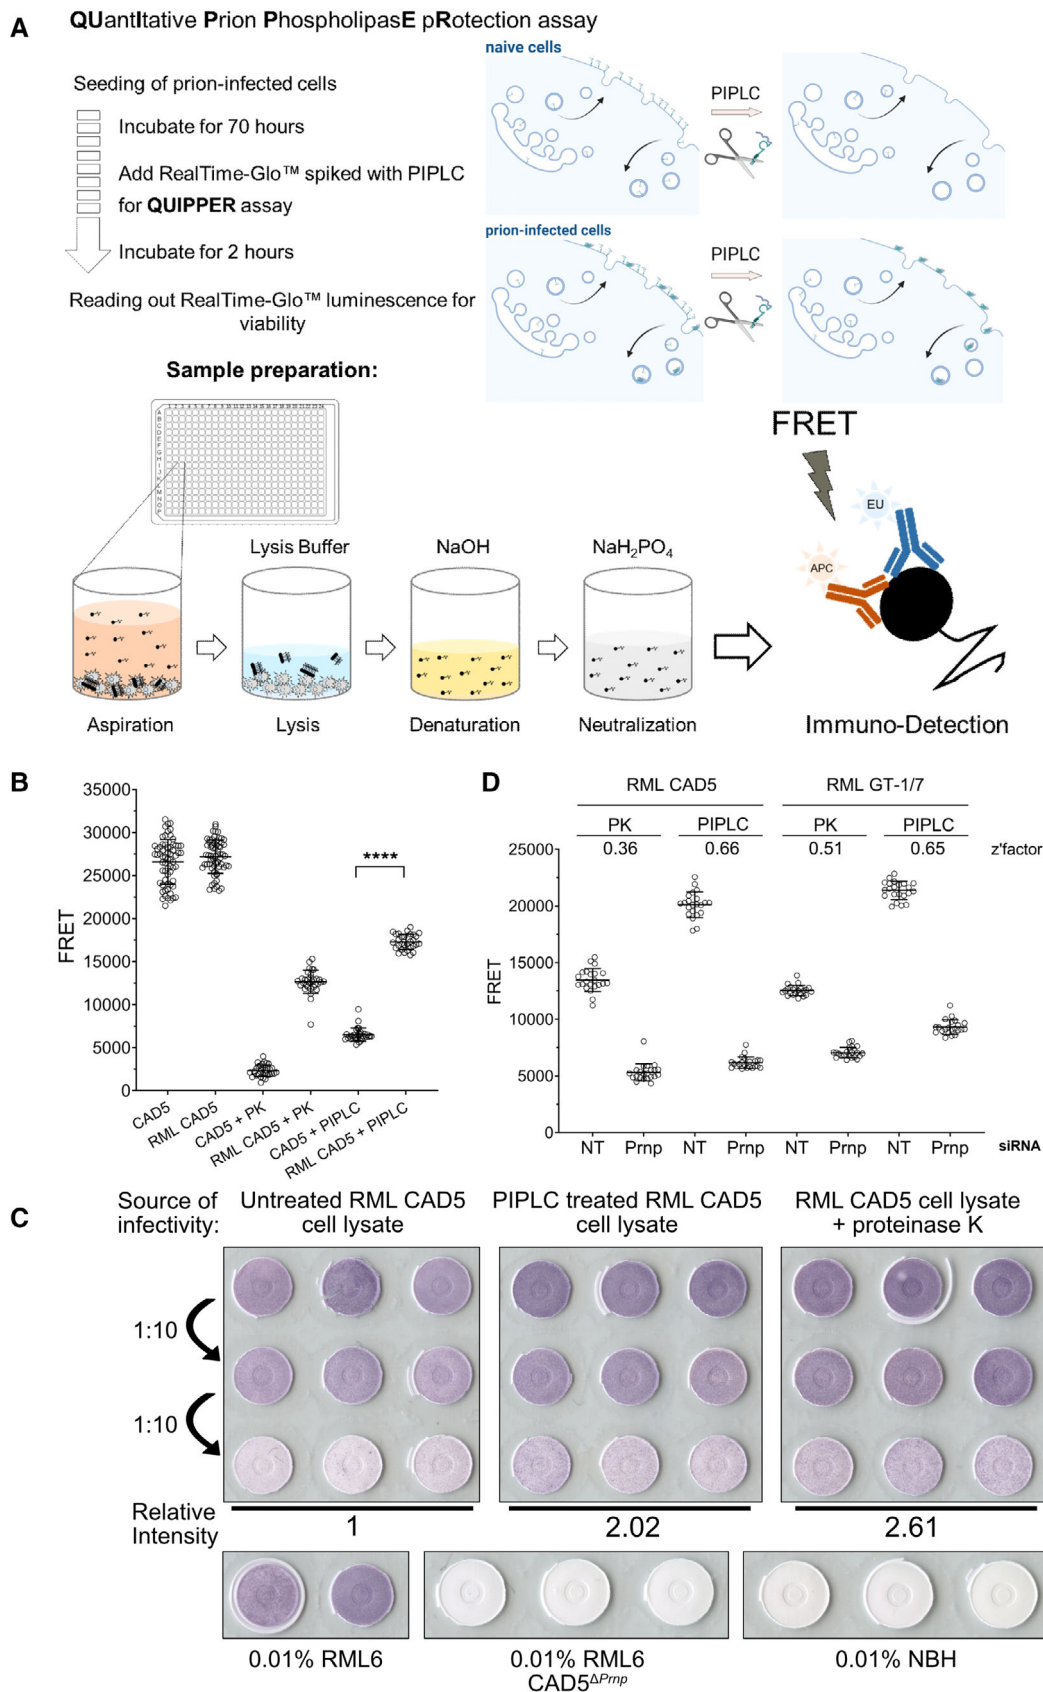 A
QUantItative Prion PhospholipasE pRotection assay
Seeding of prion-infected cells
Incubate for 70 hours
Add RealTime-Glo™ spiked with PIPLC
for QUIPPER assay
Incubate for 2 hours
Reading out RealTime-Glo™ luminescence for
viability
naive cells
PIPLC
prion-infected cells
PIPLC
Sample preparation:
Lysis Buffer
NaOH
NaH₂PO₄
Aspiration
Lysis
Denaturation
Neutralization
FRET
EU
APC
Immuno-Detection
B
FRET
35000
30000
25000
20000
15000
10000
5000
0
****
CAD5
RML CAD5
CAD5 + PK
RML CAD5 + PK
CAD5 + PIPLC
RML CAD5 + PIPLC
D
RML CAD5
RML GT-1/7
PK
PIPLC
PK
PIPLC
0.36
0.66
0.51
0.65
z'factor
FRET
25000
20000
15000
10000
5000
0
NT
Prnp
NT
Prnp
NT
Prnp
NT
Prnp
siRNA
C
Source of
infectivity:
Untreated RML CAD5
cell lysate
PIPLC treated RML CAD5
cell lysate
RML CAD5 cell lysate
+ proteinase K
1:10
1:10
Relative
Intensity
1
2.02
2.61
0.01% RML6
0.01% RML6
CAD5ΔPrnp
0.01% NBH